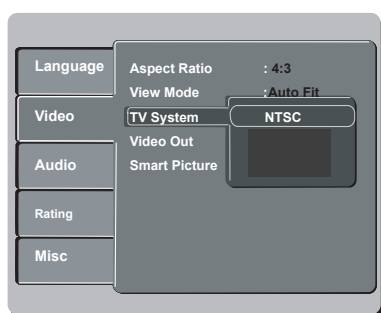 Language
Video
Audio
Rating
Misc
Aspect Ratio : 4:3
View Mode :Auto Fit
TV System NTSC
Video Out
Smart Picture